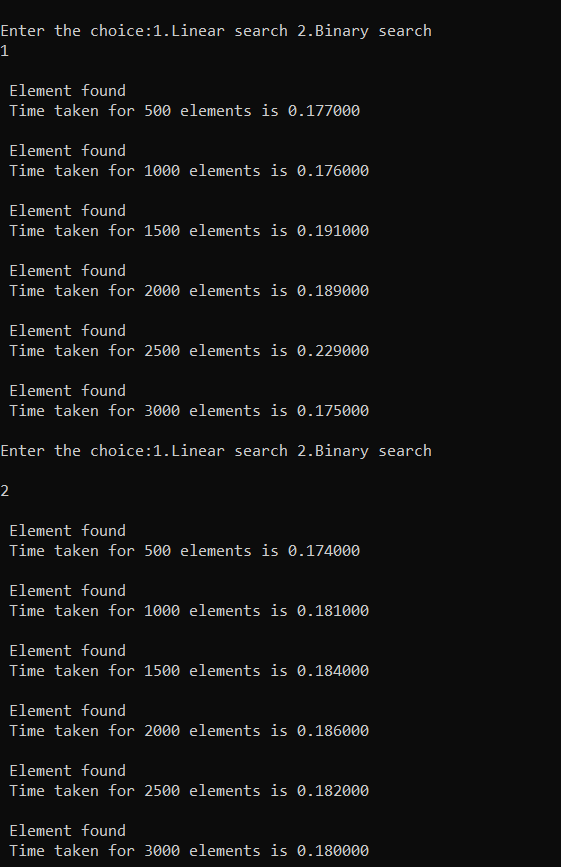 Enter the choice:1.Linear search 2.Binary search
1
Element found
Time taken for 500 elements is 0.177000
Element found
Time taken for 1000 elements is 0.176000
Element found
Time taken for 1500 elements is 0.191000
Element found
Time taken for 2000 elements is 0.189000
Element found
Time taken for 2500 elements is 0.229000
Element found
Time taken for 3000 elements is 0.175000
Enter the choice:1.Linear search 2.Binary search
2
Element found
Time taken for 500 elements is 0.174000
Element found
Time taken for 1000 elements is 0.181000
Element found
Time taken for 1500 elements is 0.184000
Element found
Time taken for 2000 elements is 0.186000
Element found
Time taken for 2500 elements is 0.182000
Element found
Time taken for 3000 elements is 0.180000